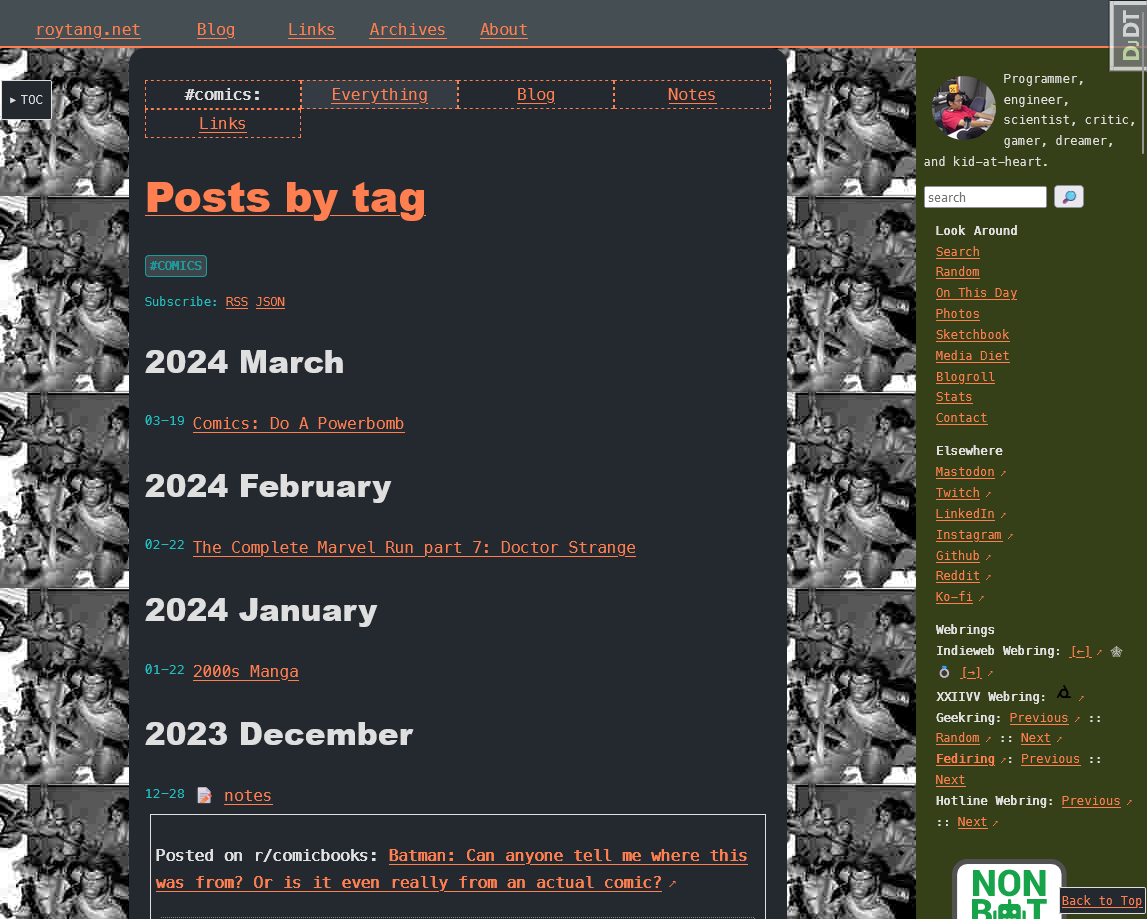 roytang.net Blog Links Archives About
DjDT
▸ TOC
#comics: Everything Blog Notes
Links
Posts by tag
#COMICS
Subscribe: RSS JSON
2024 March
03-19 Comics: Do A Powerbomb
2024 February
02-22 The Complete Marvel Run part 7: Doctor Strange
2024 January
01-22 2000s Manga
2023 December
12-28 📝 notes
Posted on r/comicbooks: Batman: Can anyone tell me where this
was from? Or is it even really from an actual comic? ↗
Programmer,
engineer,
scientist, critic,
gamer, dreamer,
and kid-at-heart.
search 🔎
Look Around
Search
Random
On This Day
Photos
Sketchbook
Media Diet
Blogroll
Stats
Contact
Elsewhere
Mastodon ↗
Twitch ↗
LinkedIn ↗
Instagram ↗
Github ↗
Reddit ↗
Ko-fi ↗
Webrings
Indieweb Webring: [←] ↗ 🕸
💍 [→] ↗
XXIIVV Webring: ↗
Geekring: Previous ↗ ::
Random ↗ :: Next ↗
Fediring ↗: Previous ::
Next
Hotline Webring: Previous ↗
:: Next ↗
NON
BOT
Back to Top